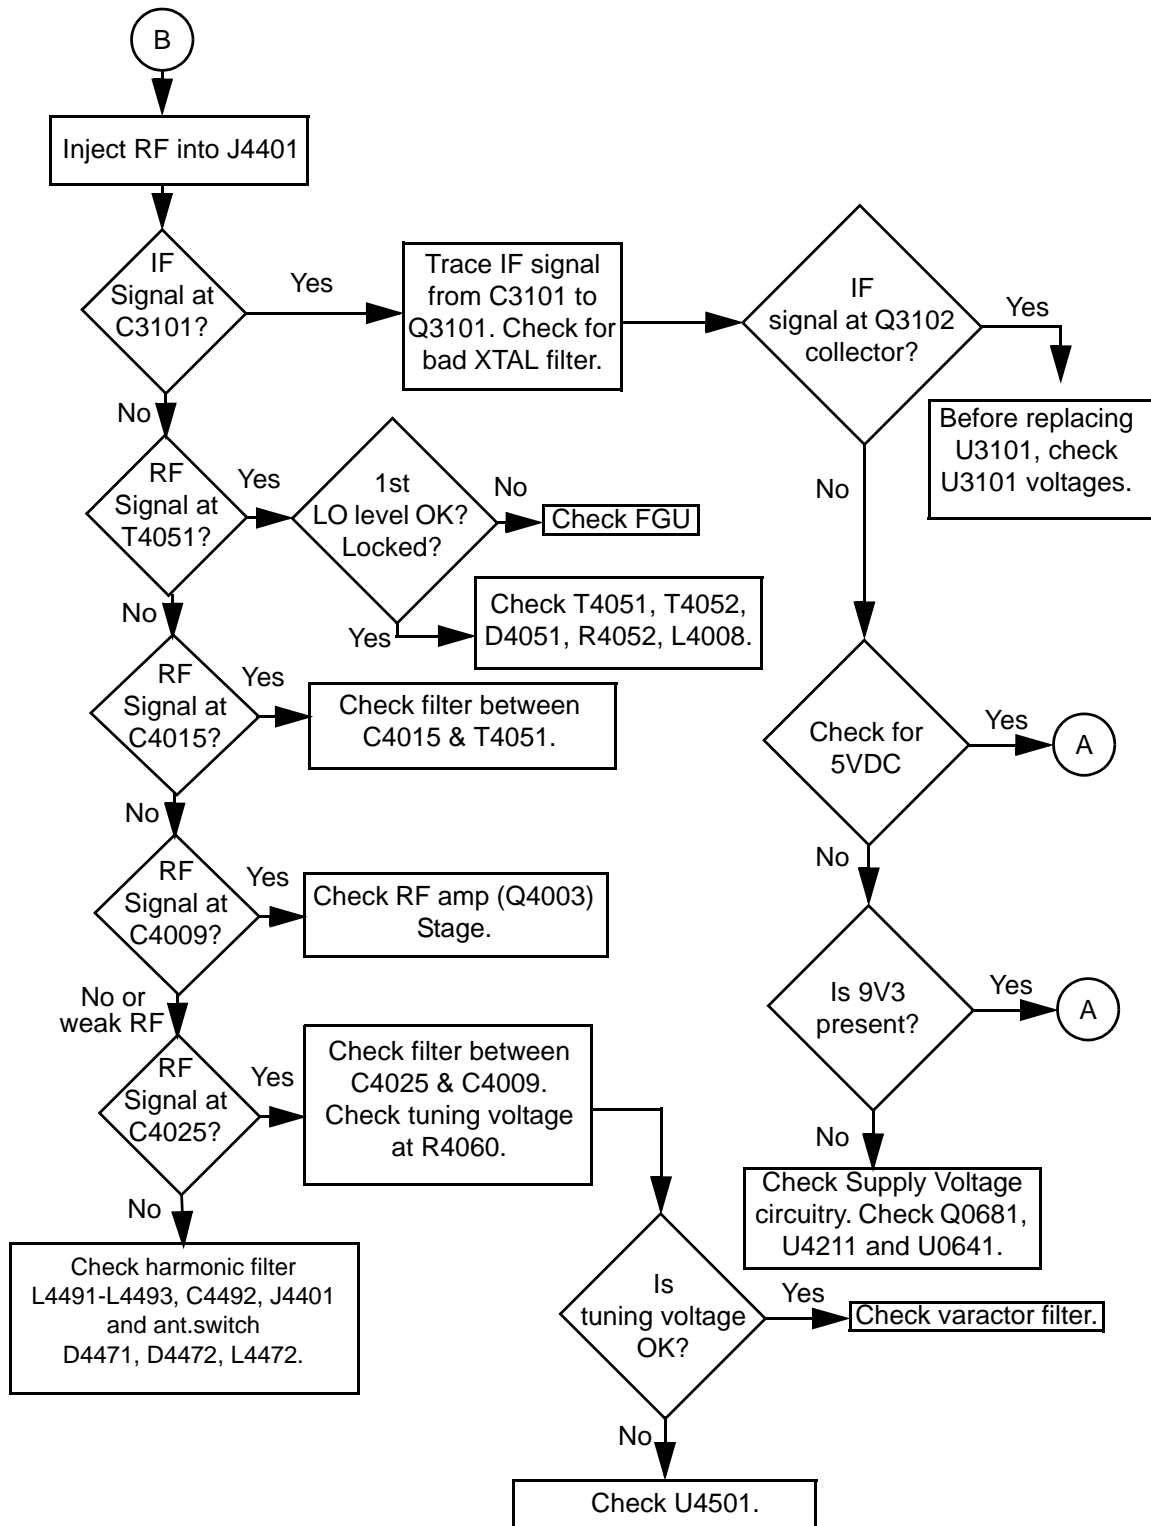 B
Inject RF into J4401
IF
Signal at
C3101?
Yes
Trace IF signal
from C3101 to
Q3101. Check for
bad XTAL filter.
IF
signal at Q3102
collector?
Yes
Before replacing
U3101, check
U3101 voltages.
No
No
RF
Signal at
T4051?
Yes
1st
LO level OK?
Locked?
No
Check FGU
Yes
Check T4051, T4052,
D4051, R4052, L4008.
No
RF
Signal at
C4015?
Yes
Check filter between
C4015 & T4051.
Check for
5VDC
Yes
A
No
No
RF
Signal at
C4009?
Yes
Check RF amp (Q4003)
Stage.
Is 9V3
present?
Yes
A
No
Check Supply Voltage
circuitry. Check Q0681,
U4211 and U0641.
No or
weak RF
RF
Signal at
C4025?
Yes
Check filter between
C4025 & C4009.
Check tuning voltage
at R4060.
No
Check harmonic filter
L4491-L4493, C4492, J4401
and ant.switch
D4471, D4472, L4472.
Is
tuning voltage
OK?
Yes
Check varactor filter.
No
Check U4501.